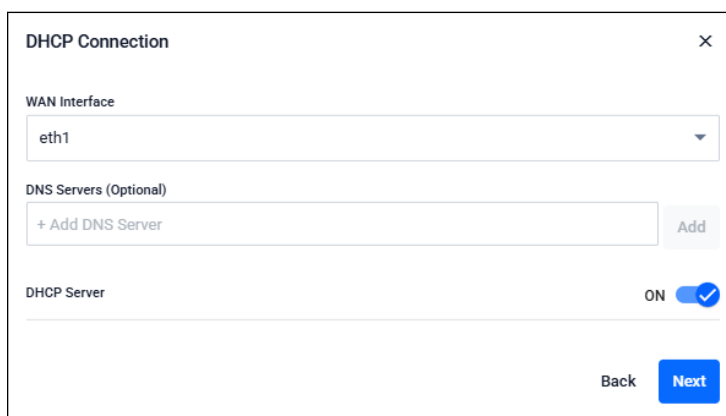 DHCP Connection
WAN Interface
eth1
DNS Servers (Optional)
+ Add DNS Server
Add
DHCP Server
ON
Back
Next